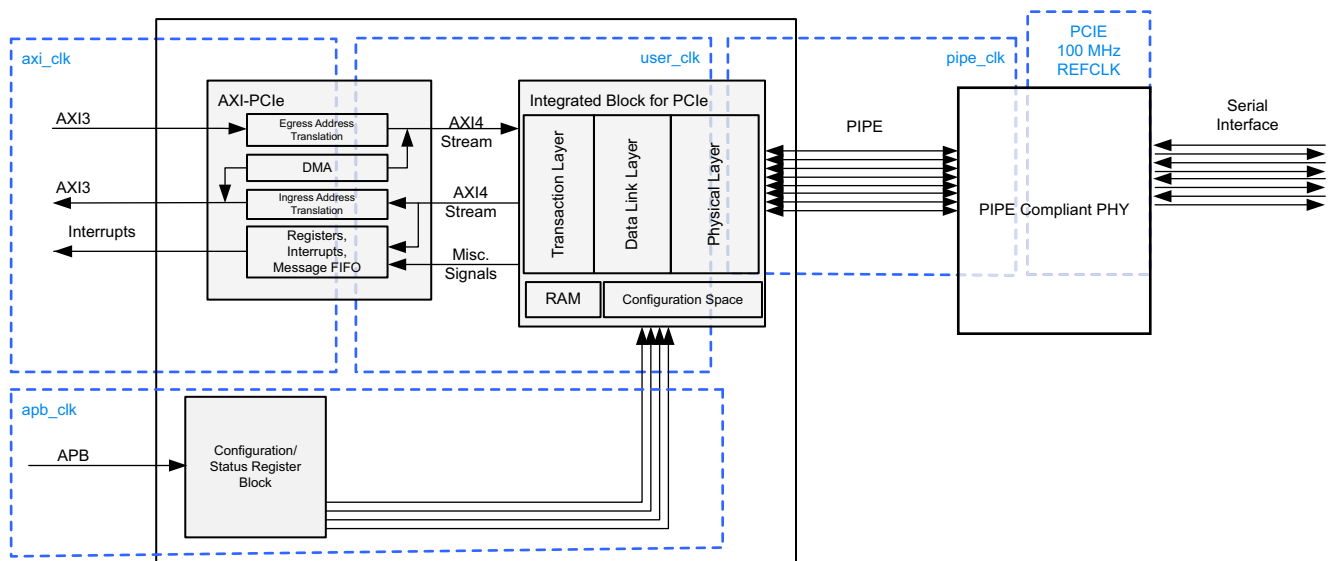 axi_clk
user_clk
pipe_clk
PCIE
100 MHz
REFCLK
AXI-PCIe
AXI3
Egress Address
Translation
AXI4
Stream
DMA
AXI3
Ingress Address
Translation
AXI4
Stream
Interrupts
Registers,
Interrupts,
Message FIFO
Misc.
Signals
Integrated Block for PCIe
Transaction Layer
Data Link Layer
Physical Layer
RAM
Configuration Space
PIPE
PIPE Compliant PHY
Serial
Interface
apb_clk
APB
Configuration/
Status Register
Block